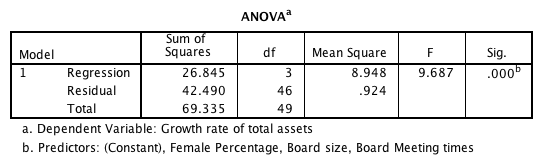 ANOVAa
Model Sum of Squares df Mean Square F Sig.
1 Regression 26.845 3 8.948 9.687 .000b
Residual 42.490 46 .924
Total 69.335 49
a. Dependent Variable: Growth rate of total assets
b. Predictors: (Constant), Female Percentage, Board size, Board Meeting times